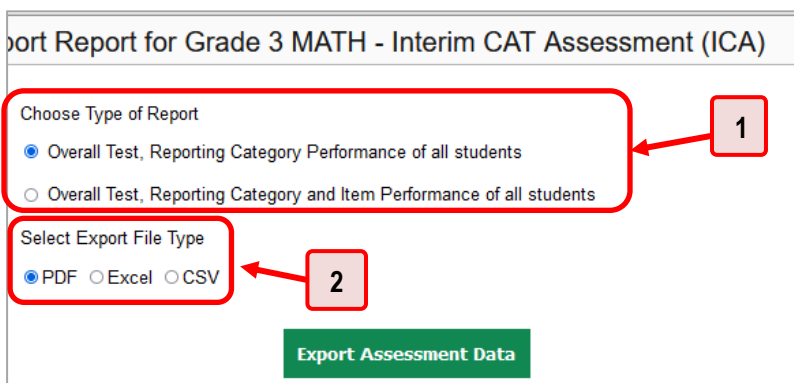 ort Report for Grade 3 MATH - Interim CAT Assessment (ICA)
Choose Type of Report
1
Overall Test, Reporting Category Performance of all students
Overall Test, Reporting Category and Item Performance of all students
Select Export File Type
PDF Excel CSV
2
Export Assessment Data